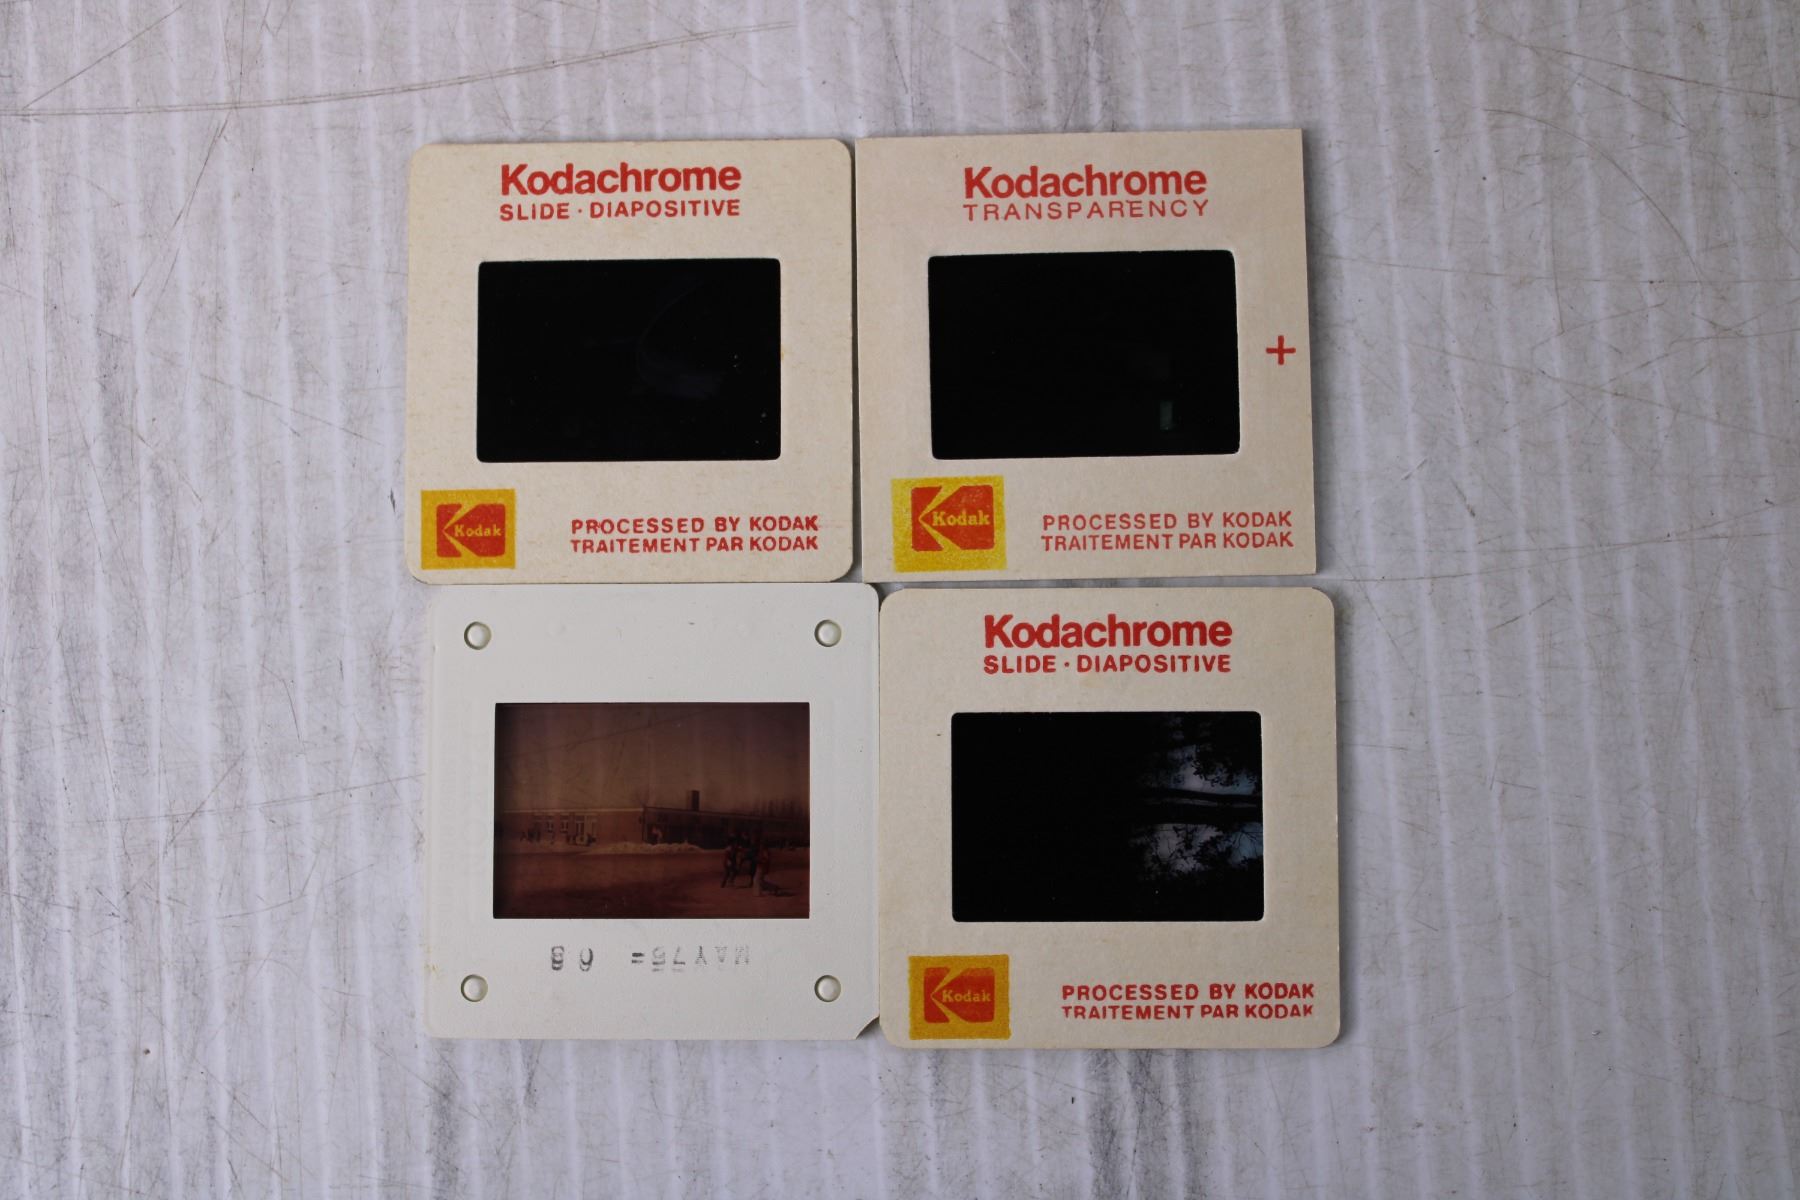 Kodachrome
SLIDE · DIAPOSITIVE
Kodak
PROCESSED BY KODAK
TRAITEMENT PAR KODAK
Kodachrome
TRANSPARENCY
+
Kodak
PROCESSED BY KODAK
TRAITEMENT PAR KODAK
MAY75=
Kodachrome
SLIDE · DIAPOSITIVE
Kodak
PROCESSED BY KODAK
TRAITEMENT PAR KODAK